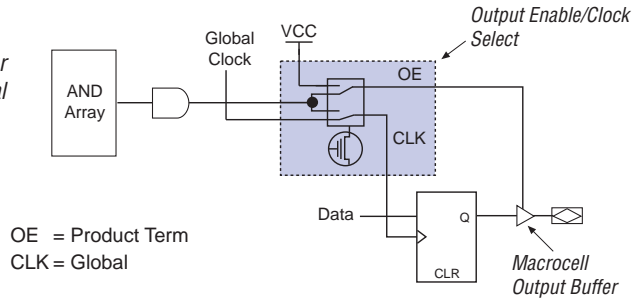 Output Enable/Clock
Select
Global
Clock
VCC
r
al
AND
Array
OE
CLK
Data
Q
CLR
OE = Product Term
CLK = Global
Macrocell
Output Buffer